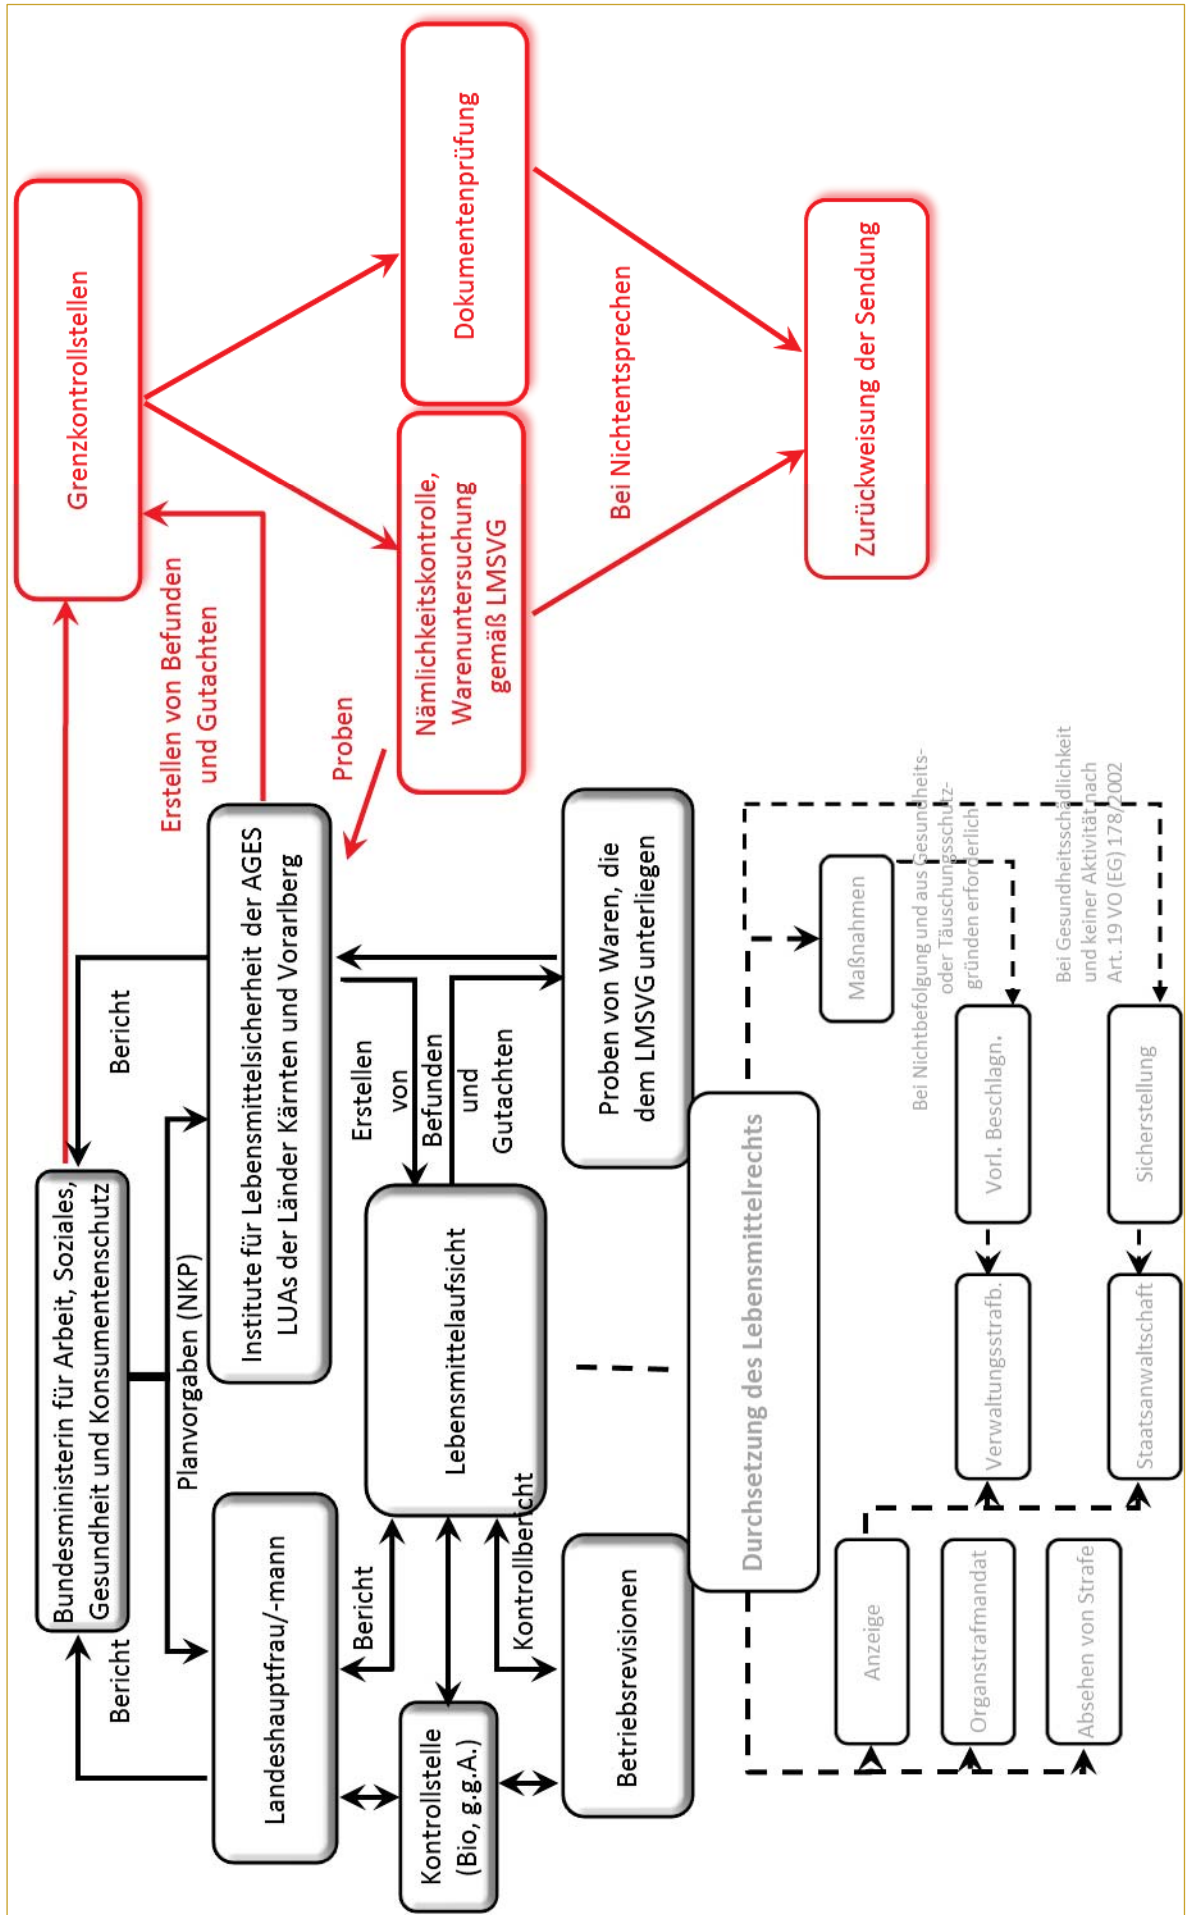 Grenzkontrollstellen
Bundesministerin für Arbeit, Soziales,
Gesundheit und Konsumentenschutz
Bericht
Bericht
Planvorgaben (NKP)
Erstellen von Befunden
und Gutachten
Landeshauptfrau/-mann
Institute für Lebensmittelsicherheit der AGES
LUAs der Länder Kärnten und Vorarlberg
Proben
Bericht
Erstellen
von
Befunden
und
Gutachten
Nämlichkeitskontrolle,
Warenuntersuchung
gemäß LMSVG
Dokumentenprüfung
Kontrollstelle
(Bio, g.g.A.)
Lebensmittelaufsicht
Kontrollbericht
Bei Nichtentsprechen
Betriebsrevisionen
Proben von Waren, die
dem LMSVG unterliegen
Zurückweisung der Sendung
Durchsetzung des Lebensmittelrechts
Anzeige
Maßnahmen
Bei Nichtbefolgung und aus Gesundheits-
oder Täuschungsschutz-
gründen erforderlich
Organstrafmandat
Verwaltungsstrafb.
Vorl. Beschlagn.
Bei Gesundheitsschädlichkeit
und keiner Aktivität nach
Art. 19 VO (EG) 178/2002
Absehen von Strafe
Staatsanwaltschaft
Sicherstellung